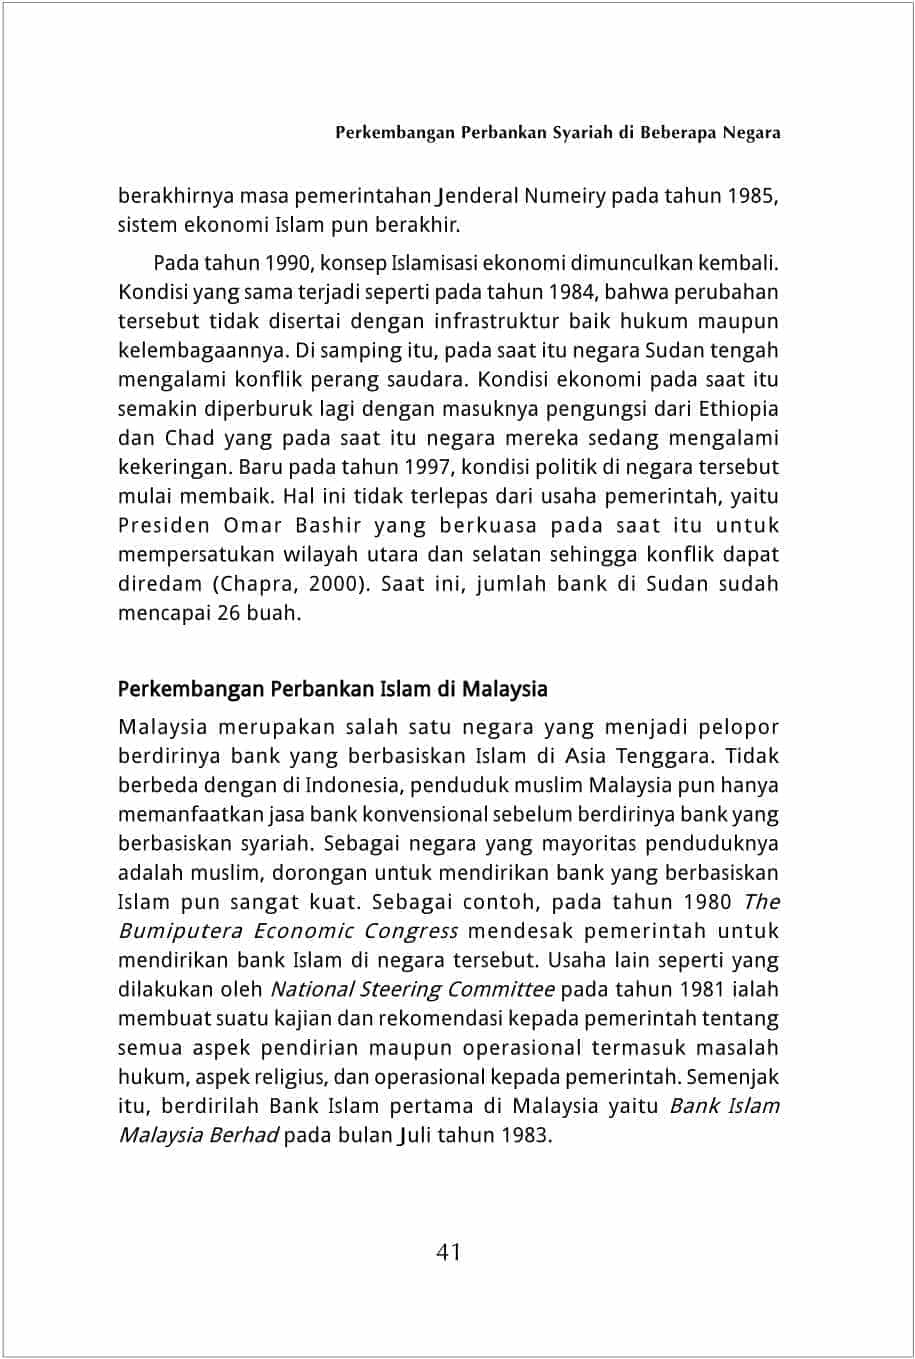 Perkembangan Perbankan Syariah di Beberapa Negara
berakhirnya masa pemerintahan Jenderal Numeiry pada tahun 1985,
sistem ekonomi Islam pun berakhir.
Pada tahun 1990, konsep Islamisasi ekonomi dimunculkan kembali.
Kondisi yang sama terjadi seperti pada tahun 1984, bahwa perubahan
tersebut tidak disertai dengan infrastruktur baik hukum maupun
kelembagaannya. Di samping itu, pada saat itu negara Sudan tengah
mengalami konflik perang saudara. Kondisi ekonomi pada saat itu
semakin diperburuk lagi dengan masuknya pengungsi dari Ethiopia
dan Chad yang pada saat itu negara mereka sedang mengalami
kekeringan. Baru pada tahun 1997, kondisi politik di negara tersebut
mulai membaik. Hal ini tidak terlepas dari usaha pemerintah, yaitu
Presiden Omar Bashir yang berkuasa pada saat itu untuk
mempersatukan wilayah utara dan selatan sehingga konflik dapat
diredam (Chapra, 2000). Saat ini, jumlah bank di Sudan sudah
mencapai 26 buah.
Perkembangan Perbankan Islam di Malaysia
Malaysia merupakan salah satu negara yang menjadi pelopor
berdirinya bank yang berbasiskan Islam di Asia Tenggara. Tidak
berbeda dengan di Indonesia, penduduk muslim Malaysia pun hanya
memanfaatkan jasa bank konvensional sebelum berdirinya bank yang
berbasiskan syariah. Sebagai negara yang mayoritas penduduknya
adalah muslim, dorongan untuk mendirikan bank yang berbasiskan
Islam pun sangat kuat. Sebagai contoh, pada tahun 1980 The
Bumiputera Economic Congress mendesak pemerintah untuk
mendirikan bank Islam di negara tersebut. Usaha lain seperti yang
dilakukan oleh National Steering Committee pada tahun 1981 ialah
membuat suatu kajian dan rekomendasi kepada pemerintah tentang
semua aspek pendirian maupun operasional termasuk masalah
hukum, aspek religius, dan operasional kepada pemerintah. Semenjak
itu, berdirilah Bank Islam pertama di Malaysia yaitu Bank Islam
Malaysia Berhad pada bulan Juli tahun 1983.
41